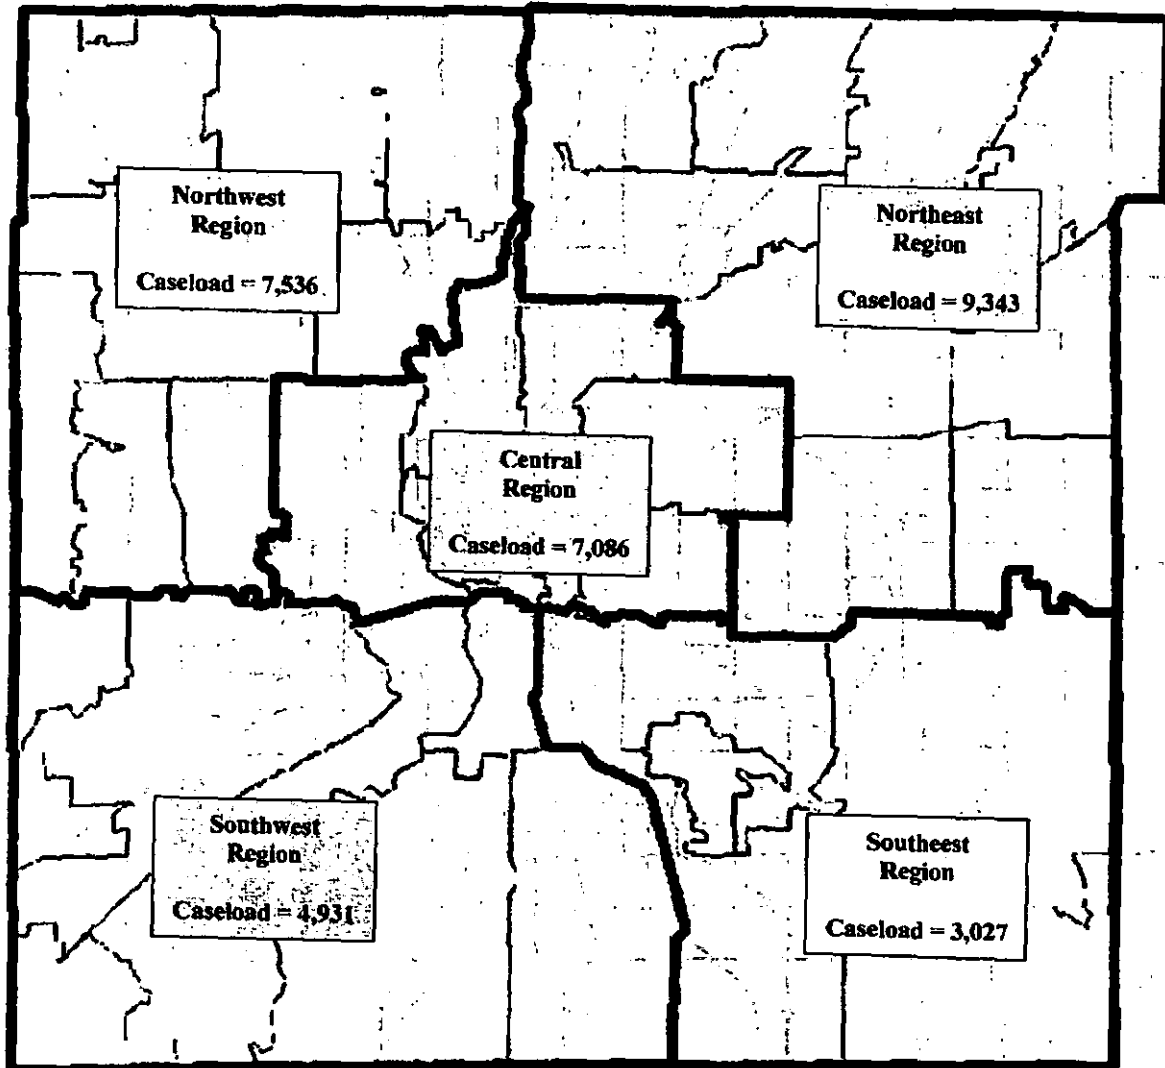 Northwest
Region
Caseload = 7,536
Northeast
Region
Caseload = 9,343
Central
Region
Caseload = 7,086
Southwest
Region
Caseload = 4,931
Southeest
Region
Caseload = 3,027